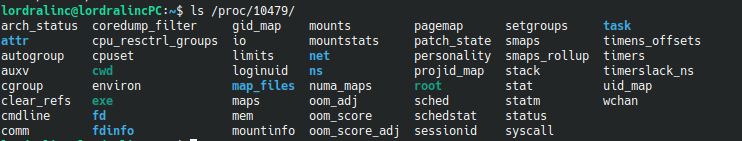 lordralinc@lordralincPC:~$ ls /proc/10479/
arch_status coredump_filter gid_map mounts pagemap setgroups task
attr cpu_resctrl_groups io mountstats patch_state smaps timens_offsets
autogroup cpuset limits net personality smaps_rollup timers
auxv cwd loginuid ns projid_map stack timerslack_ns
cgroup environ map_files numa_maps root stat uid_map
clear_refs exe maps oom_adj sched statm wchan
cmdline fd mem oom_score schedstat status
comm fdinfo mountinfo oom_score_adj sessionid syscall